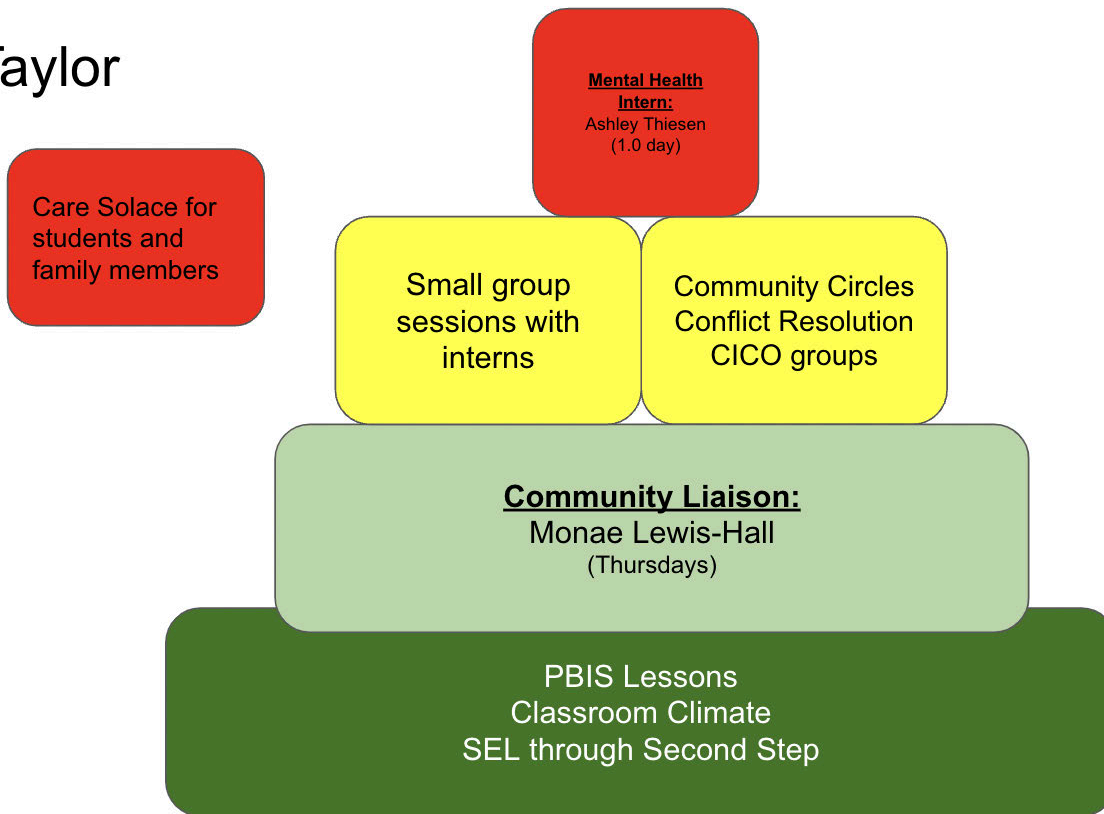 Taylor
Mental Health
Intern:
Ashley Thiesen
(1.0 day)
Care Solace for
students and
family members
Small group
sessions with
interns
Community Circles
Conflict Resolution
CICO groups
Community Liaison:
Monae Lewis-Hall
(Thursdays)
PBIS Lessons
Classroom Climate
SEL through Second Step